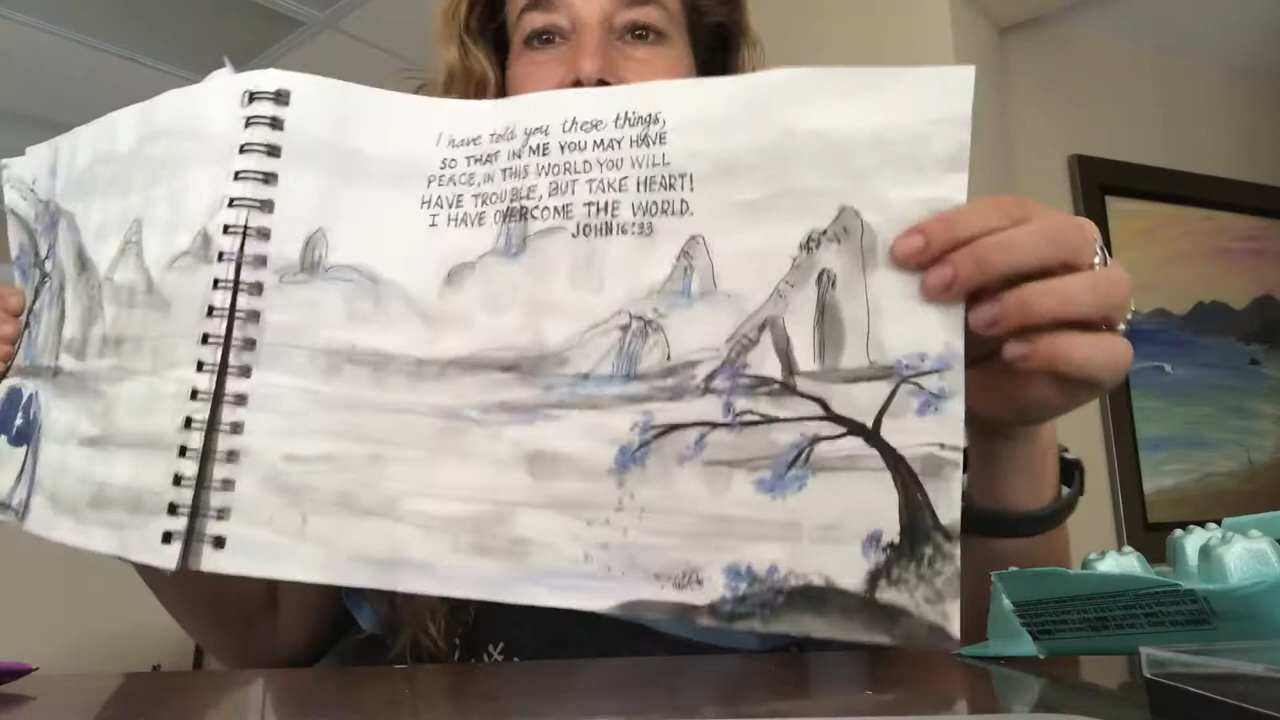 I have told you these things,
SO THAT IN ME YOU MAY HAVE
PEACE, IN THIS WORLD YOU WILL
HAVE TROUBLE, BUT TAKE HEART!
I HAVE OVERCOME THE WORLD.
JOHN 16:33